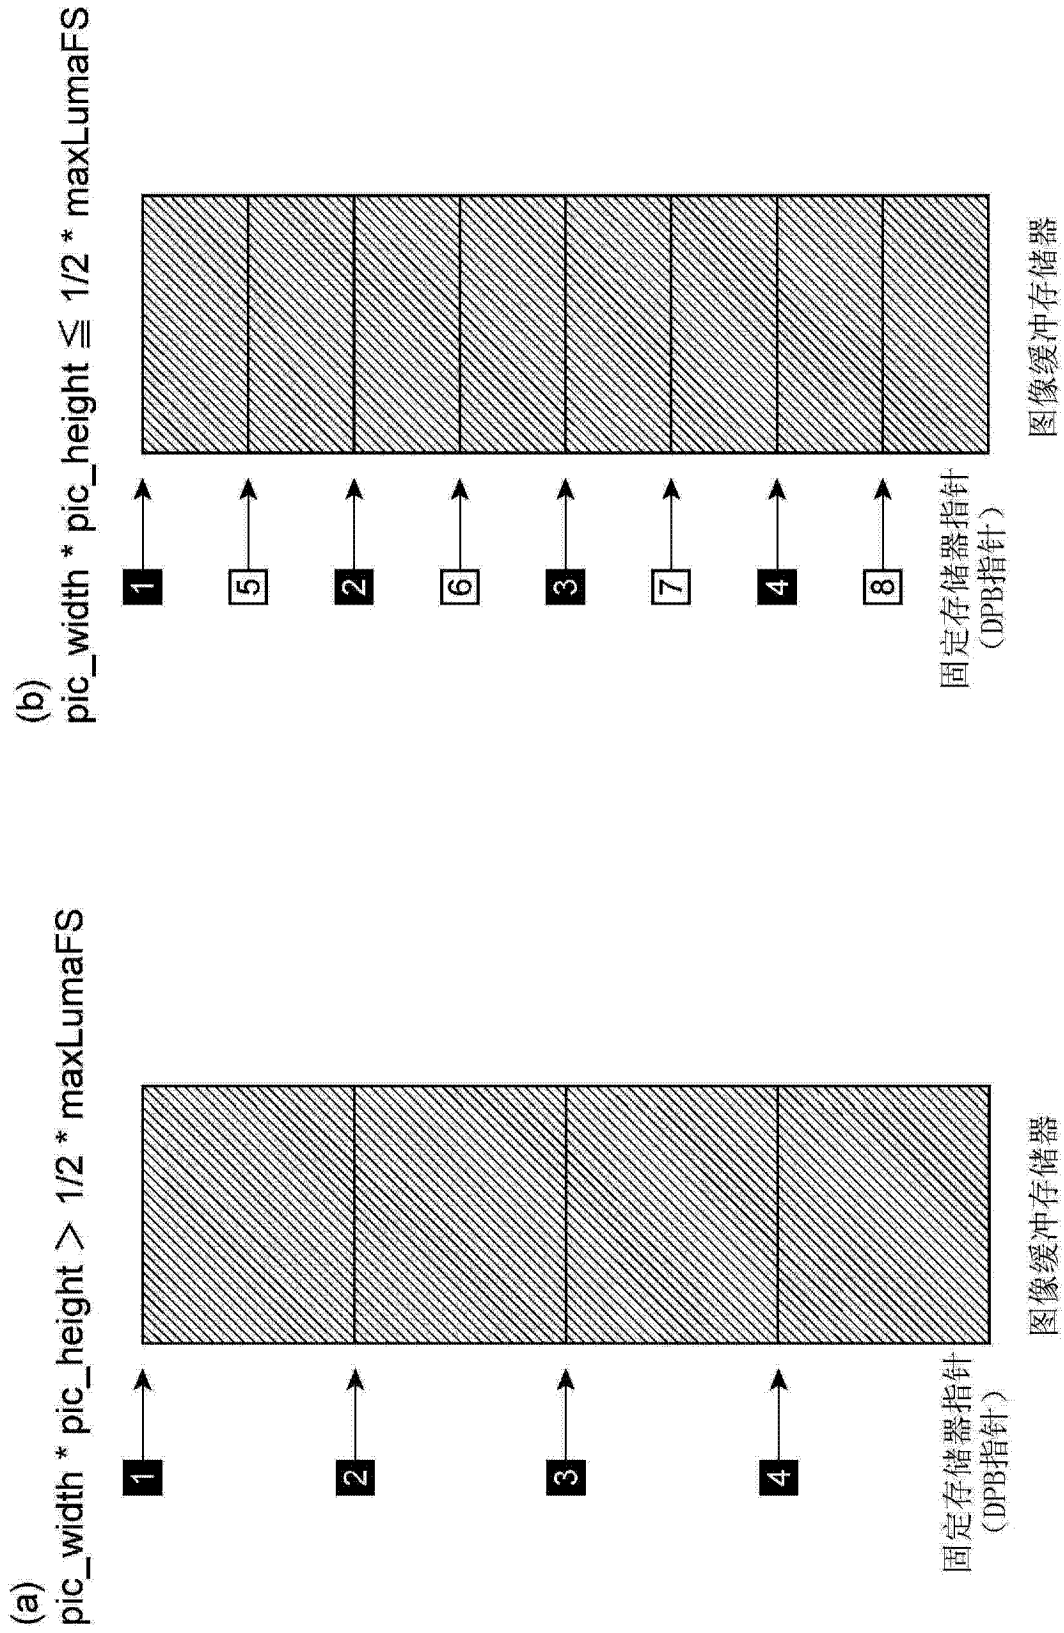 (a)
pic_width * pic_height > 1/2 * maxLumaFS
1
2
3
4
固定存储器指针
（DPB指针）
图像缓冲存储器
(b)
pic_width * pic_height ≦ 1/2 * maxLumaFS
1
5
2
6
3
7
4
8
固定存储器指针
（DPB指针）
图像缓冲存储器